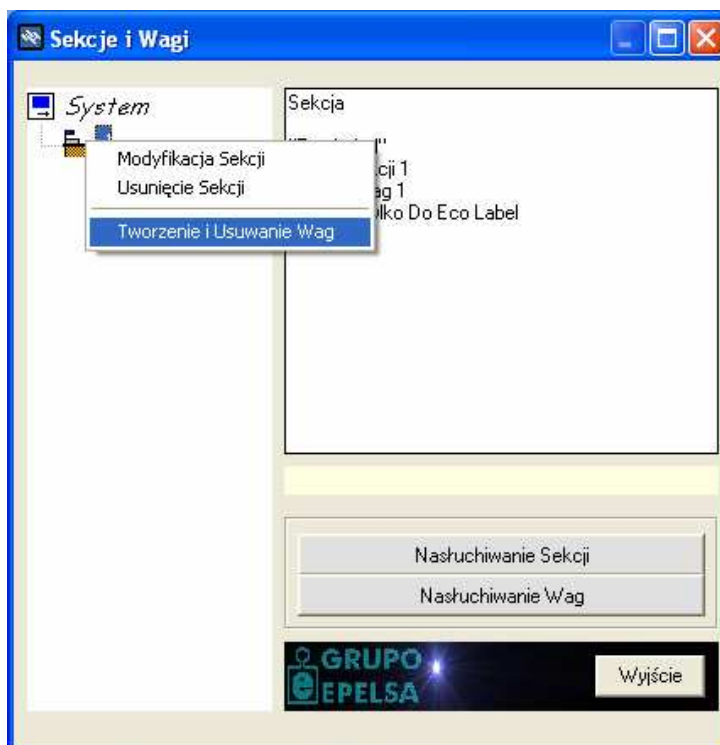 Sekcje i Wagi
System
1
Modyfikacja Sekcji
Usunięcie Sekcji
Tworzenie i Usuwanie Wag
Sekcja
cji 1
ag 1
lko Do Eco Label
Nasłuchiwanie Sekcji
Nasłuchiwanie Wag
GRUPO
EPELSA
Wyjście